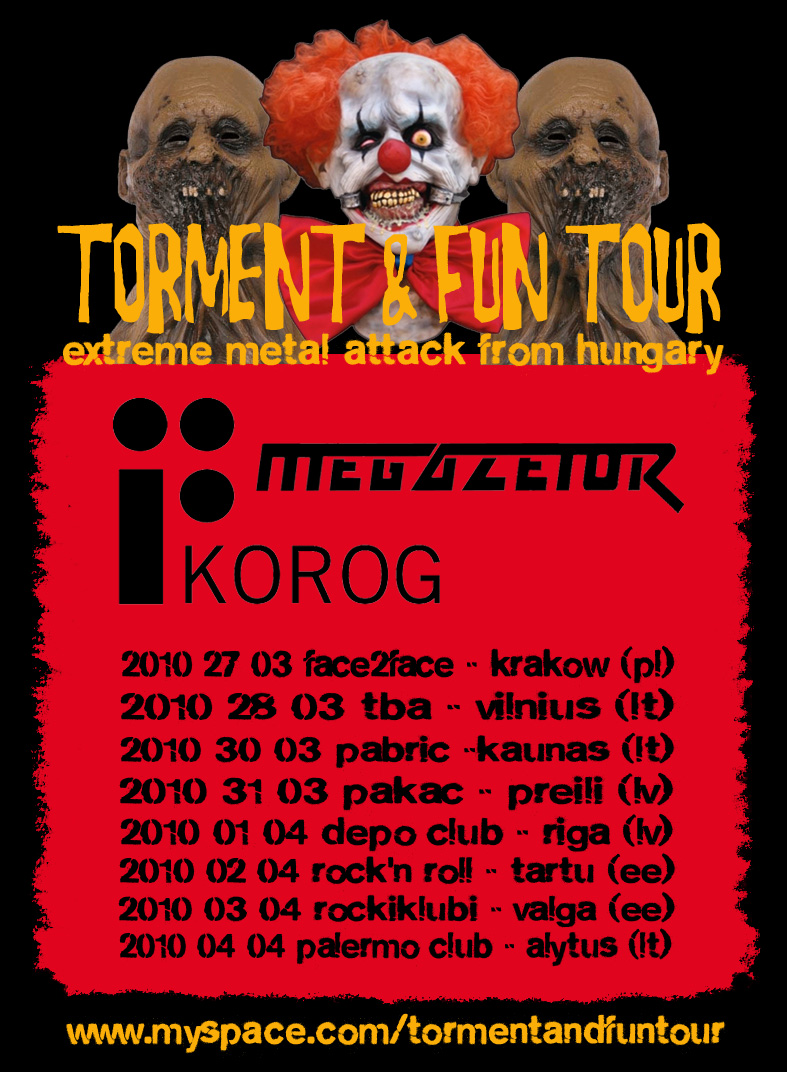 TORMENT & FUN TOUR
extreme metal attack from hungary
MEGAZETOR
KOROG
2010 27 03 face2face - krakow (pl)
2010 28 03 tba - vilnius (lt)
2010 30 03 pabric -kaunas (lt)
2010 31 03 pakac - preili (lv)
2010 01 04 depo club - riga (lv)
2010 02 04 rock'n roll - tartu (ee)
2010 03 04 rockiklubi - valga (ee)
2010 04 04 palermo club - alytus (lt)
www.myspace.com/tormentandfuntour